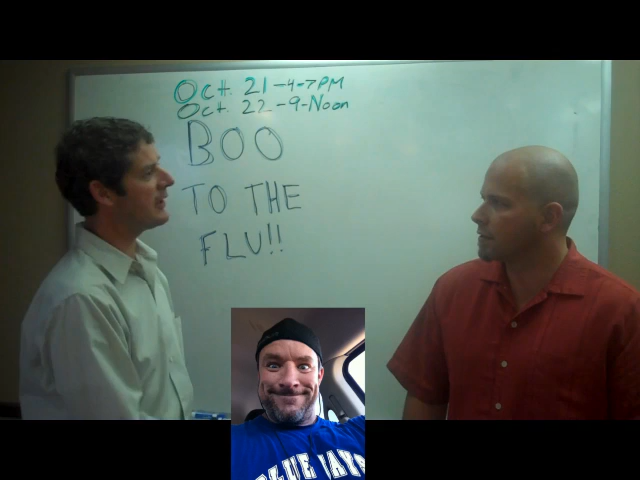 Oct. 21-4-7PM
Oct. 22-9-Noon
BOO
TO THE
FLU!!
BLUE JAYS